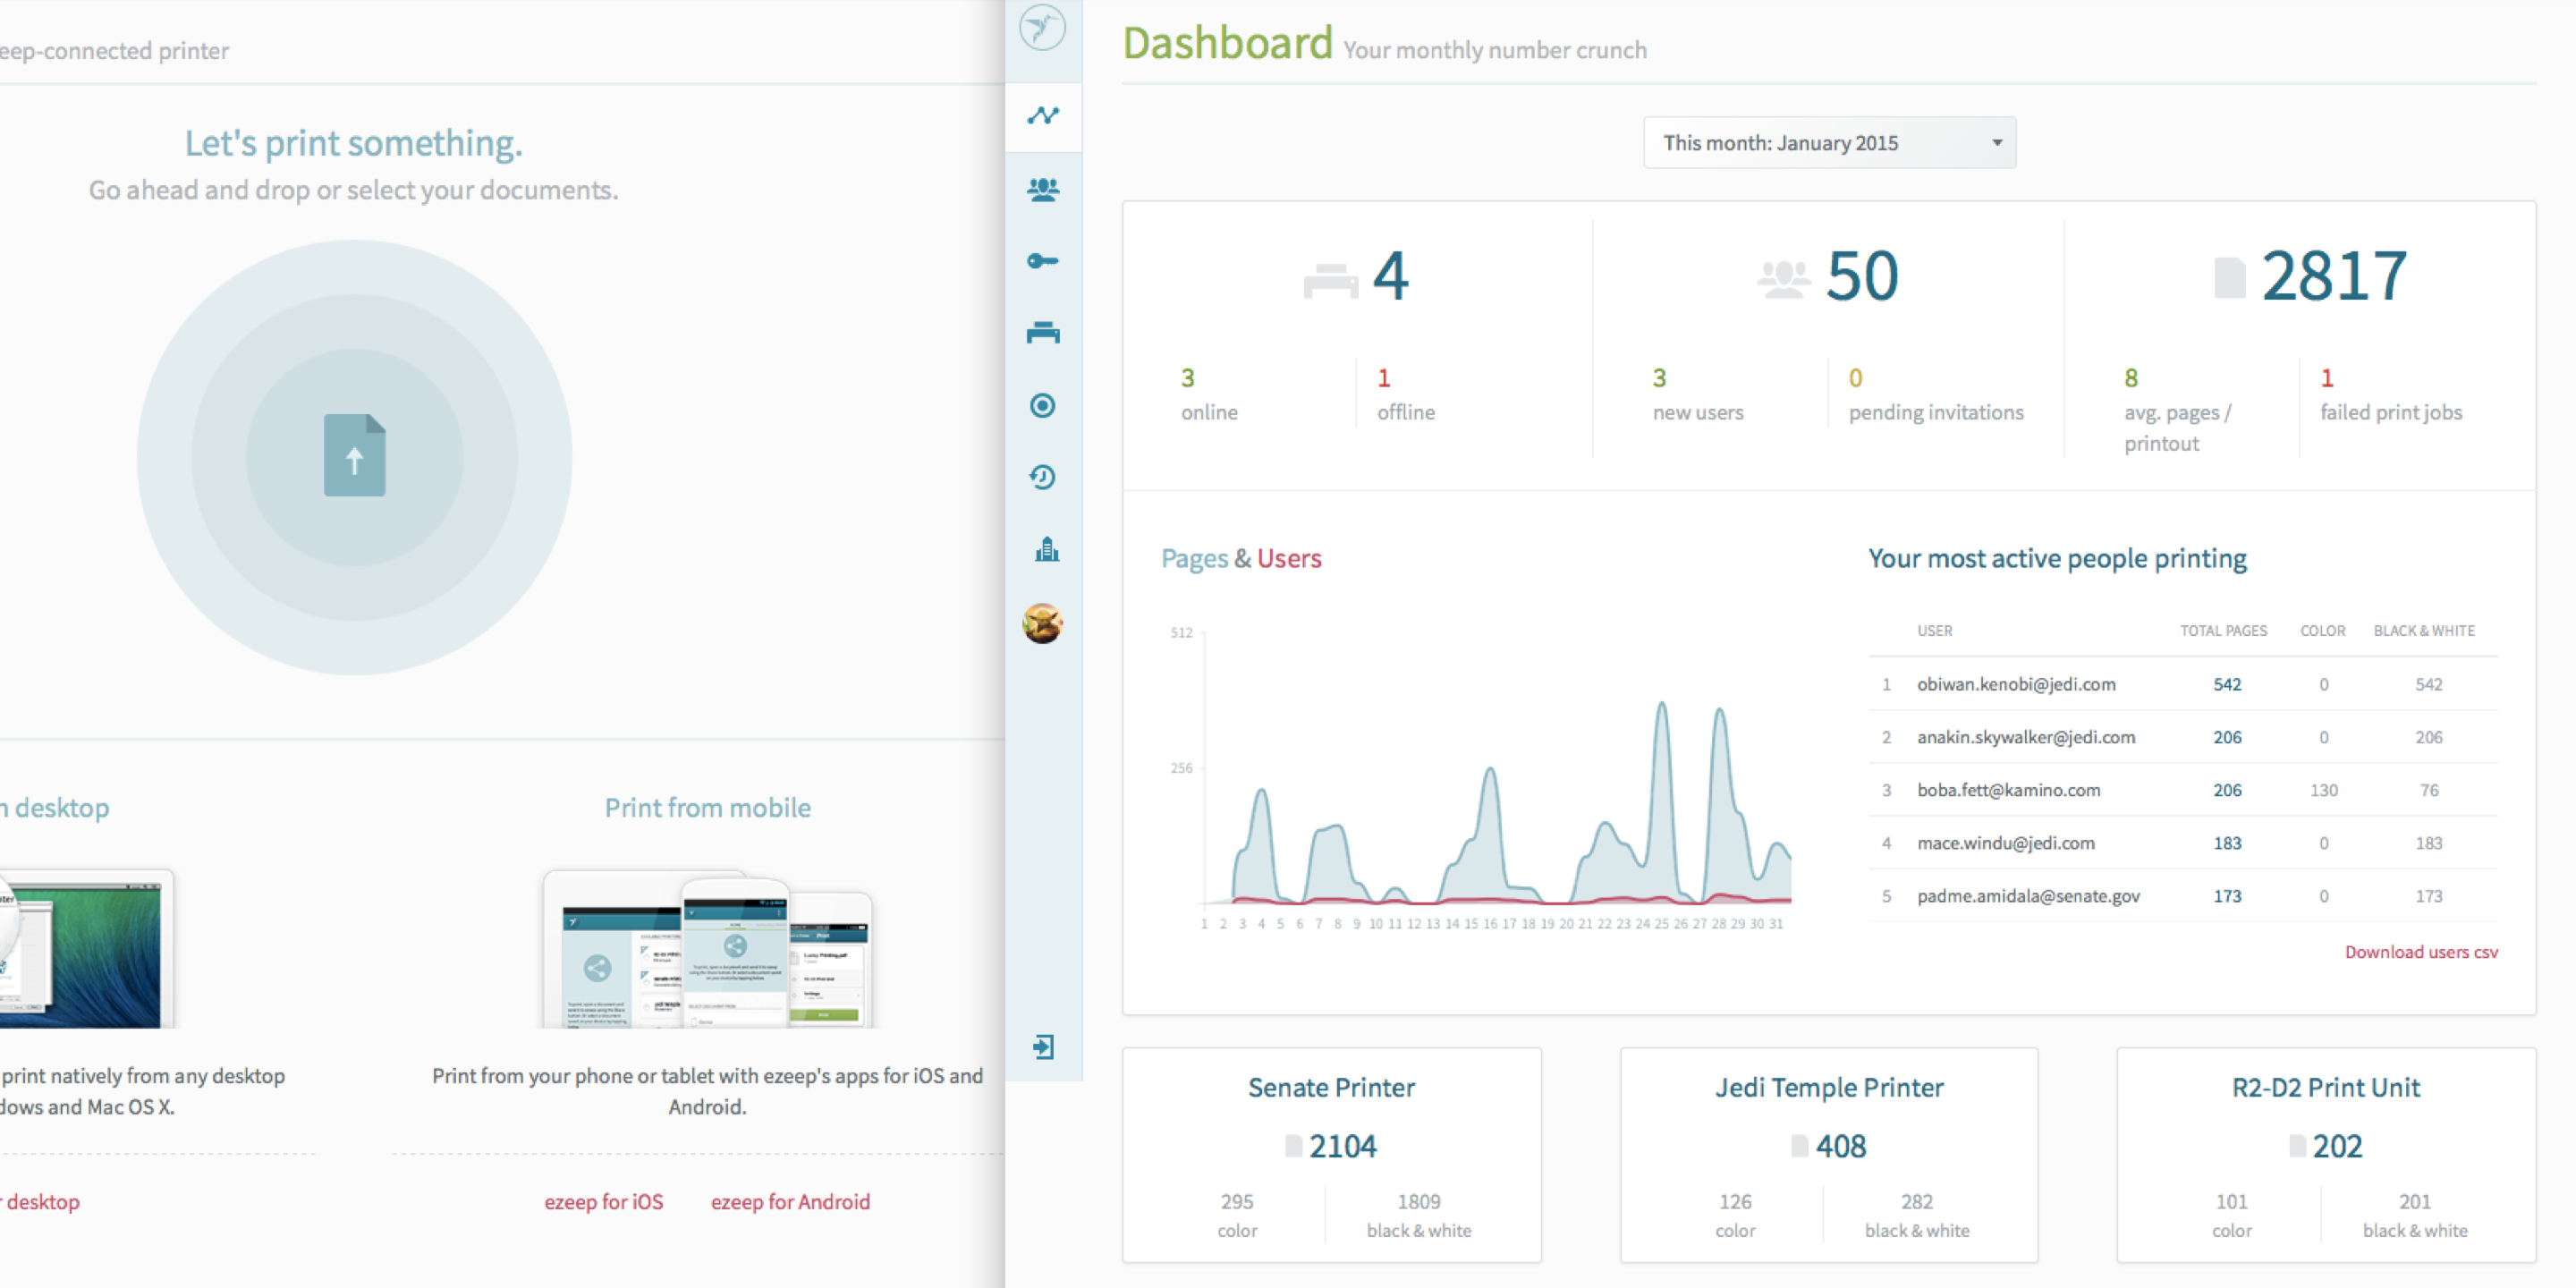 eep-connected printer
Let's print something.
Go ahead and drop or select your documents.
desktop
Print from mobile
print natively from any desktop
dows and Mac OS X.
Print from your phone or tablet with ezeep's apps for iOS and
Android.
desktop
ezeep for iOS
ezeep for Android
Dashboard Your monthly number crunch
This month: January 2015
4
3
online
1
offline
50
3
new users
0
pending invitations
2817
8
avg. pages /
printout
1
failed print jobs
Pages & Users
512
256
1 2 3 4 5 6 7 8 9 10 11 12 13 14 15 16 17 18 19 20 21 22 23 24 25 26 27 28 29 30 31
Your most active people printing
USER TOTAL PAGES COLOR BLACK & WHITE
1 obiwan.kenobi@jedi.com 542 0 542
2 anakin.skywalker@jedi.com 206 0 206
3 boba.fett@kamino.com 206 130 76
4 mace.windu@jedi.com 183 0 183
5 padme.amidala@senate.gov 173 0 173
Download users csv
Senate Printer
2104
295
color
1809
black & white
Jedi Temple Printer
408
126
color
282
black & white
R2-D2 Print Unit
202
101
color
201
black & white